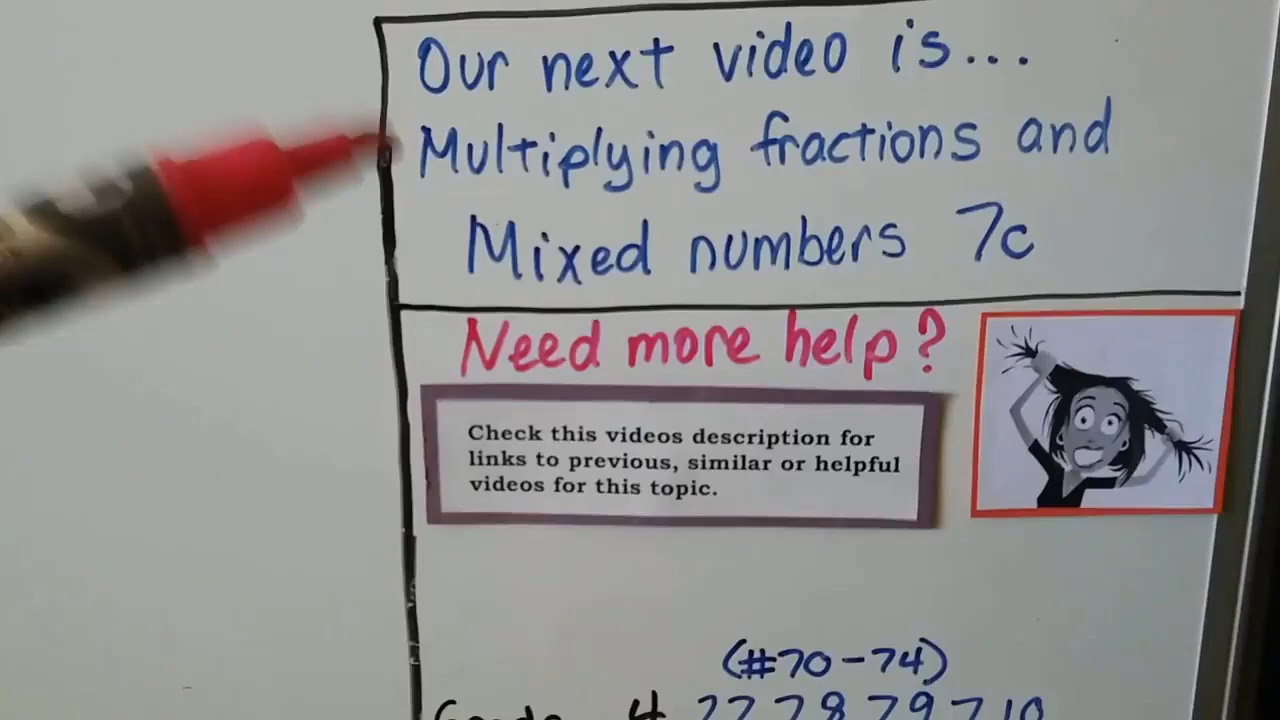 Our next video is...
Multiplying fractions and
Mixed numbers 7c
Need more help?
Check this videos description for
links to previous, similar or helpful
videos for this topic.
(#70-74)
4